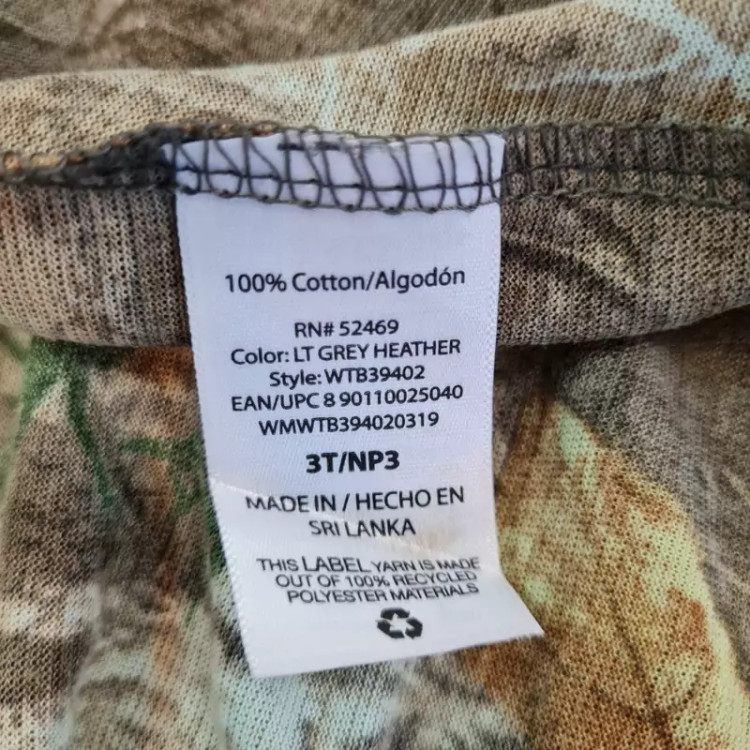 100% Cotton/Algodón
RN# 52469
Color: LT GREY HEATHER
Style: WTB39402
EAN/UPC 8 90110025040
WMWTB394020319
3T/NP3
MADE IN / HECHO EN
SRI LANKA
THIS LABEL YARN IS MADE
OUT OF 100% RECYCLED
POLYESTER MATERIALS